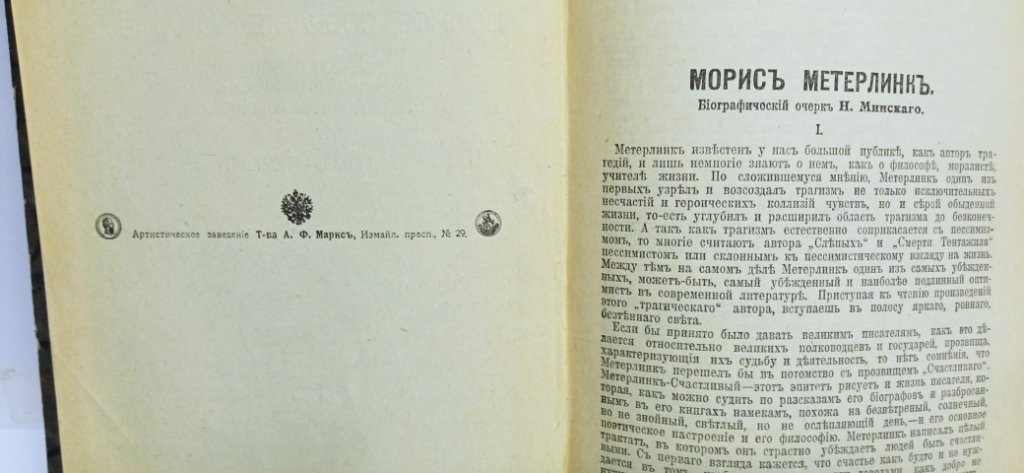 Артистическое заведеніе Т-ва А. Ф. Марксъ, Измайл. просп., № 29.
МОРИСЪ МЕТЕРЛИНКЪ.
Біографическій очеркъ Н. Минскаго.
I.
Метерлинкъ извѣстенъ у насъ большой публикѣ, какъ авторъ тра-
гедій, и лишь немногіе знаютъ о немъ, какъ о философѣ, моралистѣ,
учителѣ жизни. По сложившемуся мнѣнію, Метерлинкъ одинъ изъ
первыхъ узрѣлъ и возсоздалъ трагизмъ не только исключительныхъ
несчастій и героическихъ коллизій чувствъ, но и сѣрой обыденной
жизни, то-есть углубилъ и расширилъ область трагизма до безконеч-
ности. А такъ какъ трагизмъ естественно соприкасается съ пессимиз-
момъ, то многіе считаютъ автора „Слѣпыхъ“ и „Смерти Тентажиля“
пессимистомъ или склоннымъ къ пессимистическому взгляду на жизнь.
Между тѣмъ на самомъ дѣлѣ Метерлинкъ одинъ изъ самыхъ убѣжден-
ныхъ, можетъ-быть, самый убѣжденный и наиболѣе подлинный опти-
мистъ въ современной литературѣ. Приступая къ чтенію произведеній
этого „трагическаго“ автора, вступаешь въ полосу яркаго, ровнаго,
безтѣннаго свѣта.
Если бы принято было давать великимъ писателямъ, какъ это дѣ-
лается относительно великихъ полководцевъ и государей, прозвища,
характеризующія ихъ судьбу и дѣятельность, то нѣтъ сомнѣнія, что
Метерлинкъ перешелъ бы въ потомство съ прозвищемъ „Счастливаго“.
Метерлинкъ-Счастливый—этотъ эпитетъ рисуетъ и жизнь писателя, ко-
торая, какъ можно судить по разсказамъ его біографовъ и разбросан-
нымъ въ его книгахъ намекамъ, похожа на безвѣтреный, солнечный,
но не знойный, свѣтлый, но не ослѣпляющій день,—и его основное
поэтическое настроеніе и его философію. Метерлинкъ написалъ цѣлый
трактатъ, въ которомъ онъ страстно убѣждаетъ людей быть счастли-
выми. Съ перваго взгляда кажется, что счастье какъ будто и не нуж-
дается въ томъ, какъ добро не